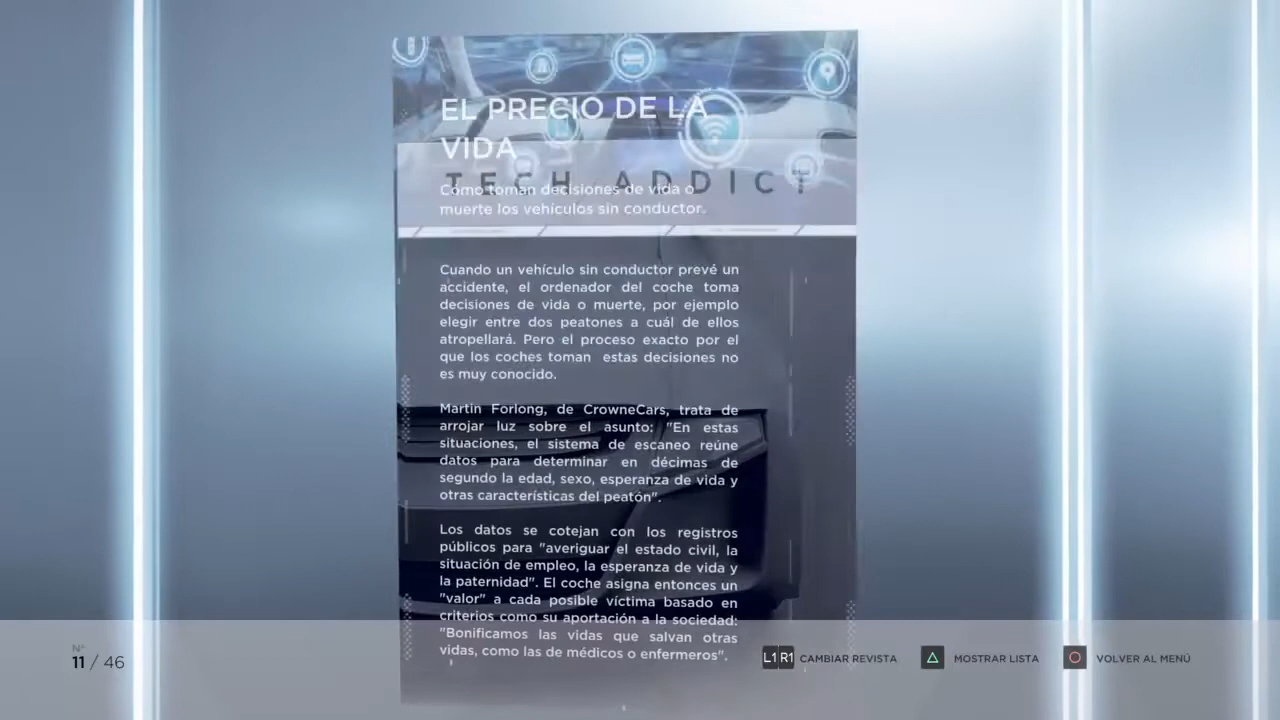 EL PRECIO DE LA
VIDA
TECH ADDICT
Cómo toman decisiones de vida o
muerte los vehículos sin conductor.
Cuando un vehículo sin conductor prevé un
accidente, el ordenador del coche toma
decisiones de vida o muerte, por ejemplo
elegir entre dos peatones a cuál de ellos
atropellará. Pero el proceso exacto por el
que los coches toman estas decisiones no
es muy conocido.
Martin Forlong, de CrowneCars, trata de
arrojar luz sobre el asunto: "En estas
situaciones, el sistema de escaneo reúne
datos para determinar en décimas de
segundo la edad, sexo, esperanza de vida y
otras características del peatón".
Los datos se cotejan con los registros
públicos para "averiguar el estado civil, la
situación de empleo, la esperanza de vida y
la paternidad". El coche asigna entonces un
"valor" a cada posible víctima basado en
criterios como su aportación a la sociedad:
"Bonificamos las vidas que salvan otras
vidas, como las de médicos o enfermeros".
Nº
11 / 46
L1 R1 CAMBIAR REVISTA
MOSTRAR LISTA
VOLVER AL MENÚ